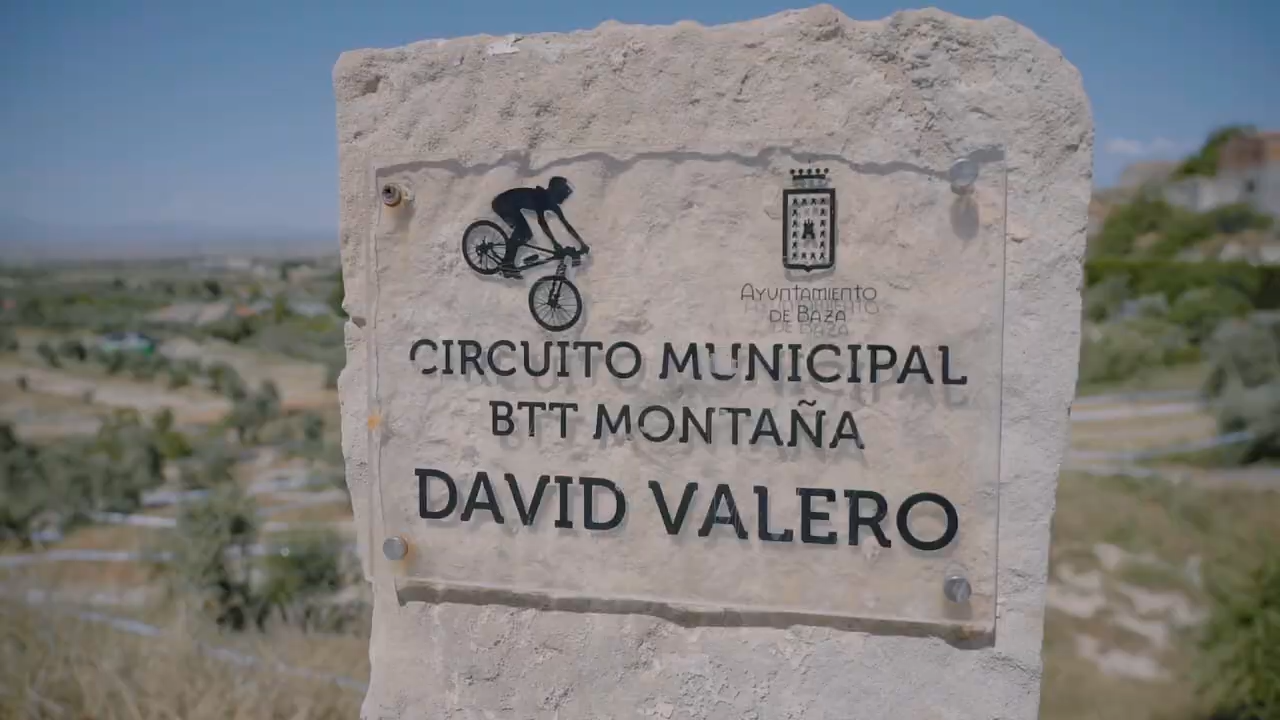 Ayuntamiento
de Baza
CIRCUITO MUNICIPAL
BTT MONTAÑA
DAVID VALERO